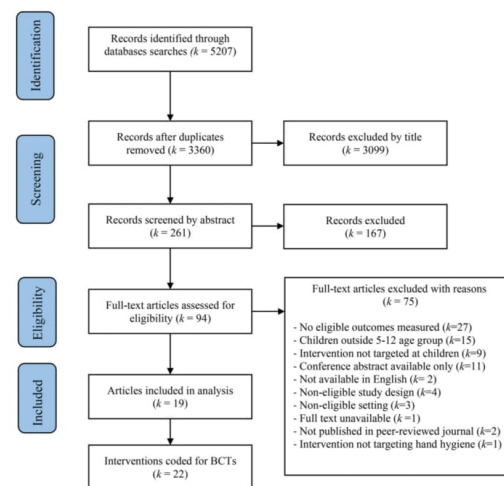 Identification
Records identified through
databases searches (k = 5207)
Screening
Records after duplicates
removed (k = 3360)
Records excluded by title
(k = 3099)
Records screened by abstract
(k = 261)
Records excluded
(k = 167)
Eligibility
Full-text articles assessed for
eligibility (k = 94)
Full-text articles excluded with reasons
(k = 75)
- No eligible outcomes measured (k=27)
- Children outside 5-12 age group (k=15)
- Intervention not targeted at children (k=9)
- Conference abstract available only (k=11)
- Not available in English (k= 2)
- Non-eligible study design (k=4)
- Non-eligible setting (k=3)
- Full text unavailable (k =1)
- Not published in peer-reviewed journal (k=2)
- Intervention not targeting hand hygiene (k=1)
Included
Articles included in analysis
(k = 19)
Interventions coded for BCTs
(k = 22)